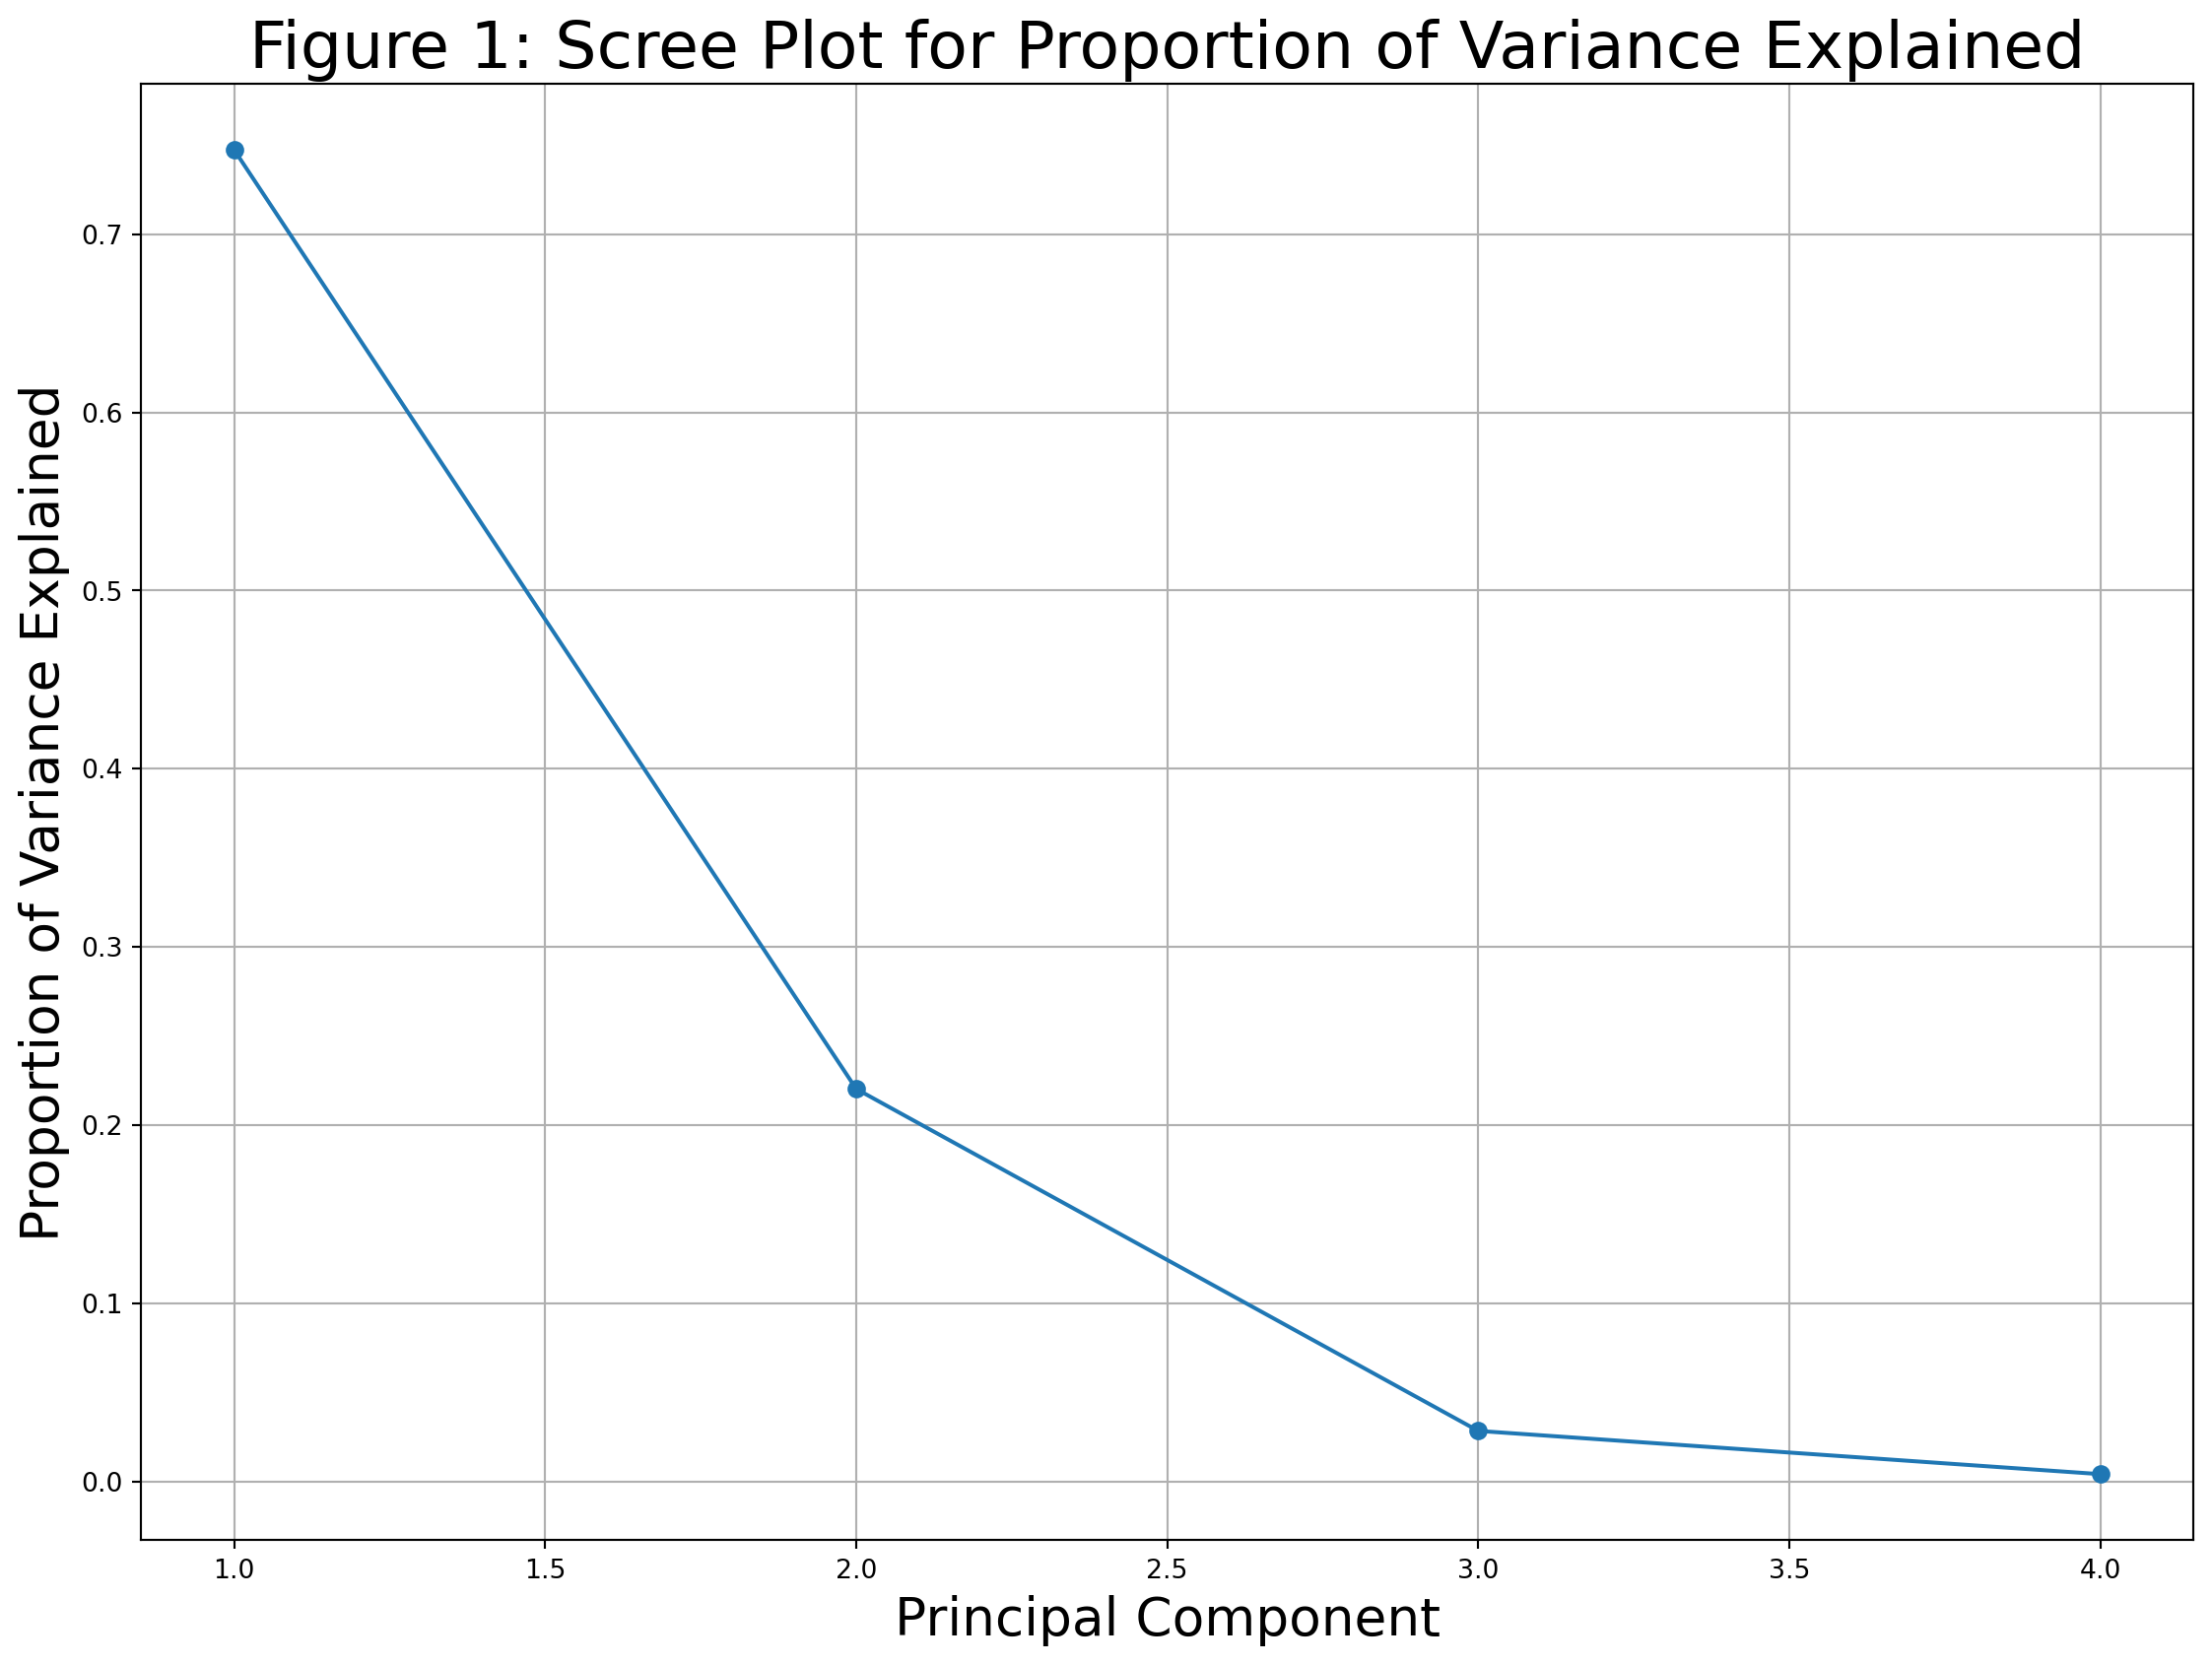 Figure 1: Scree Plot for Proportion of Variance Explained
Proportion of Variance Explained
0.7
0.6
0.5
0.4
0.3
0.2
0.1
0.0
1.0 1.5 2.0 2.5 3.0 3.5 4.0
Principal Component